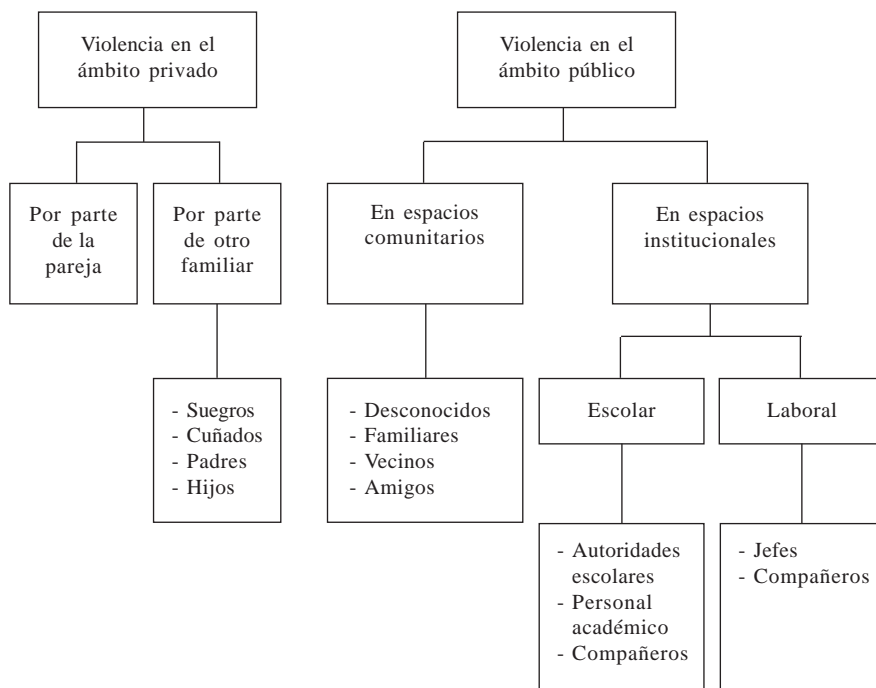 Violencia en el
ámbito privado
Violencia en el
ámbito público
Por parte
de la
pareja
Por parte
de otro
familiar
En espacios
comunitarios
En espacios
institucionales
- Suegros
- Cuñados
- Padres
- Hijos
- Desconocidos
- Familiares
- Vecinos
- Amigos
Escolar
Laboral
- Autoridades
escolares
- Personal
académico
- Compañeros
- Jefes
- Compañeros